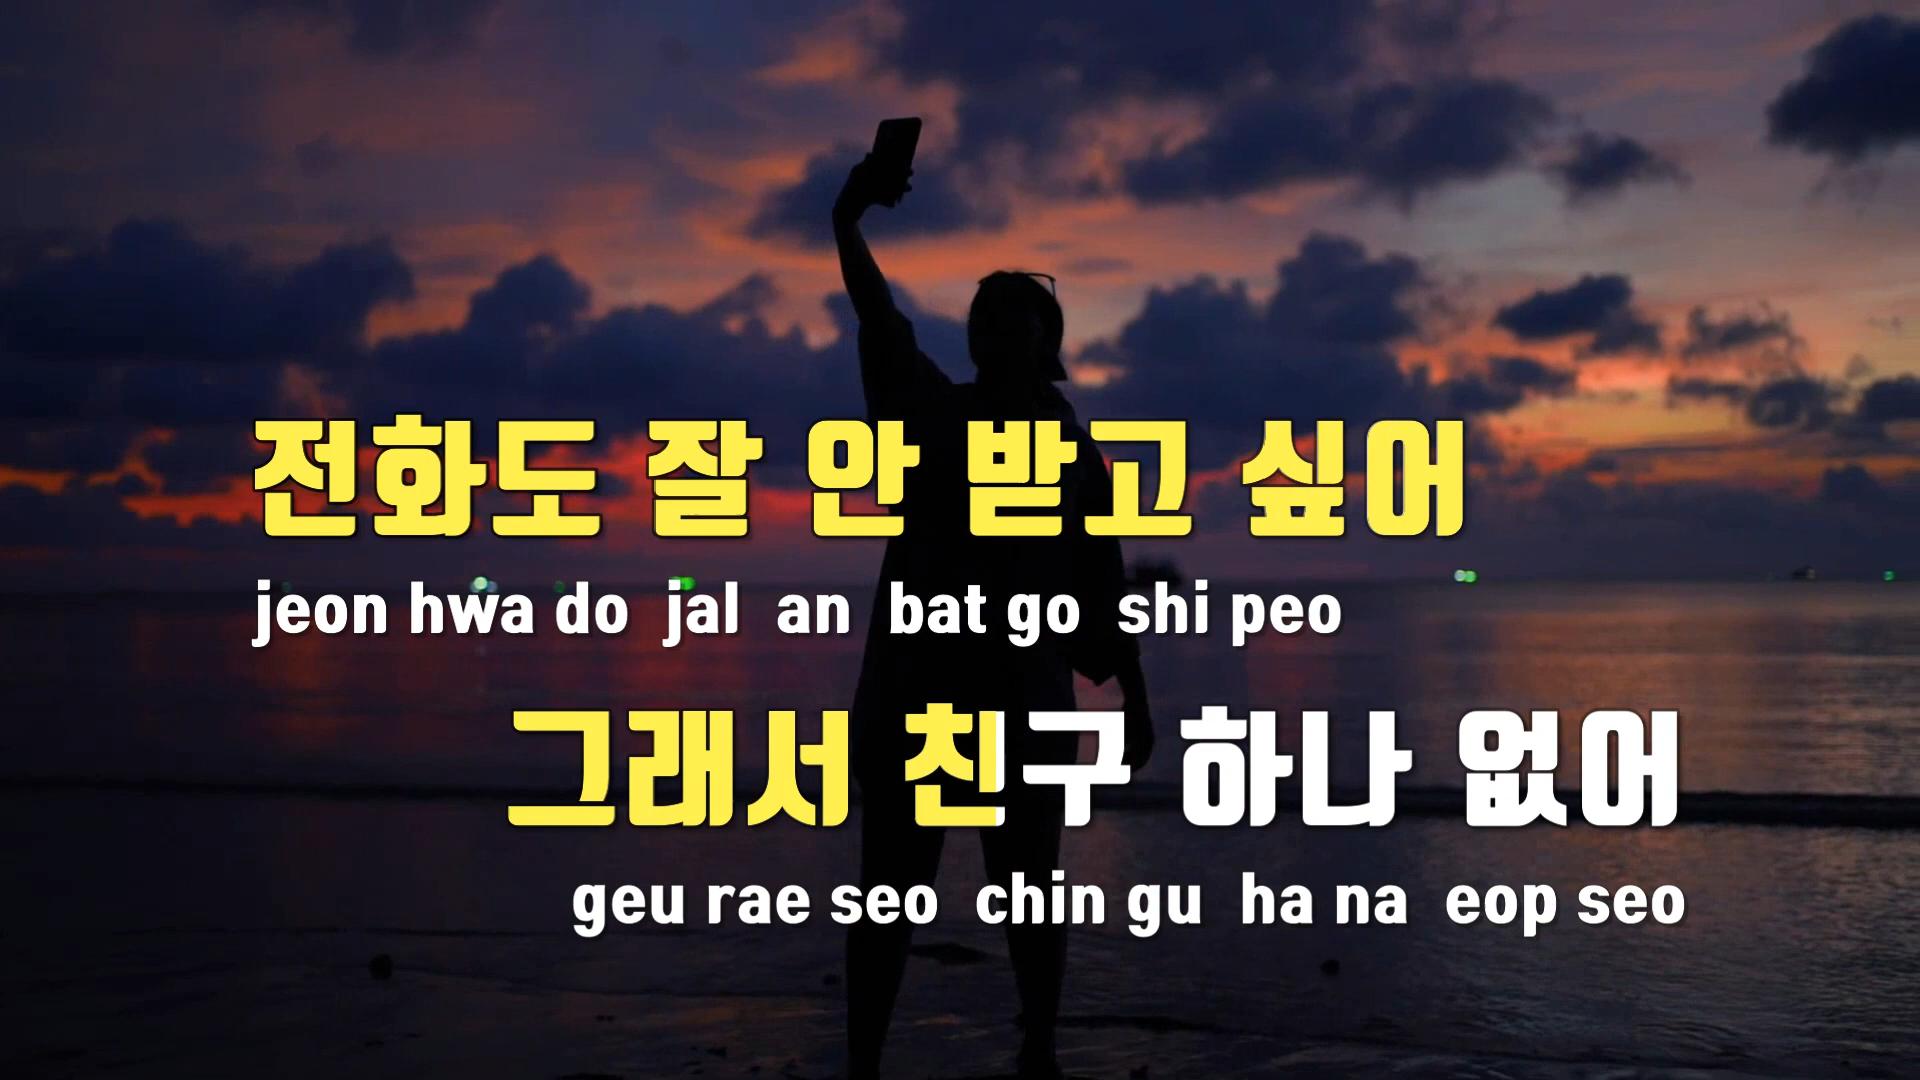 전화도 잘 안 받고 싶어
jeon hwa do jal an bat go shi peo
그래서 친구 하나 없어
geu rae seo chin gu ha na eop seo